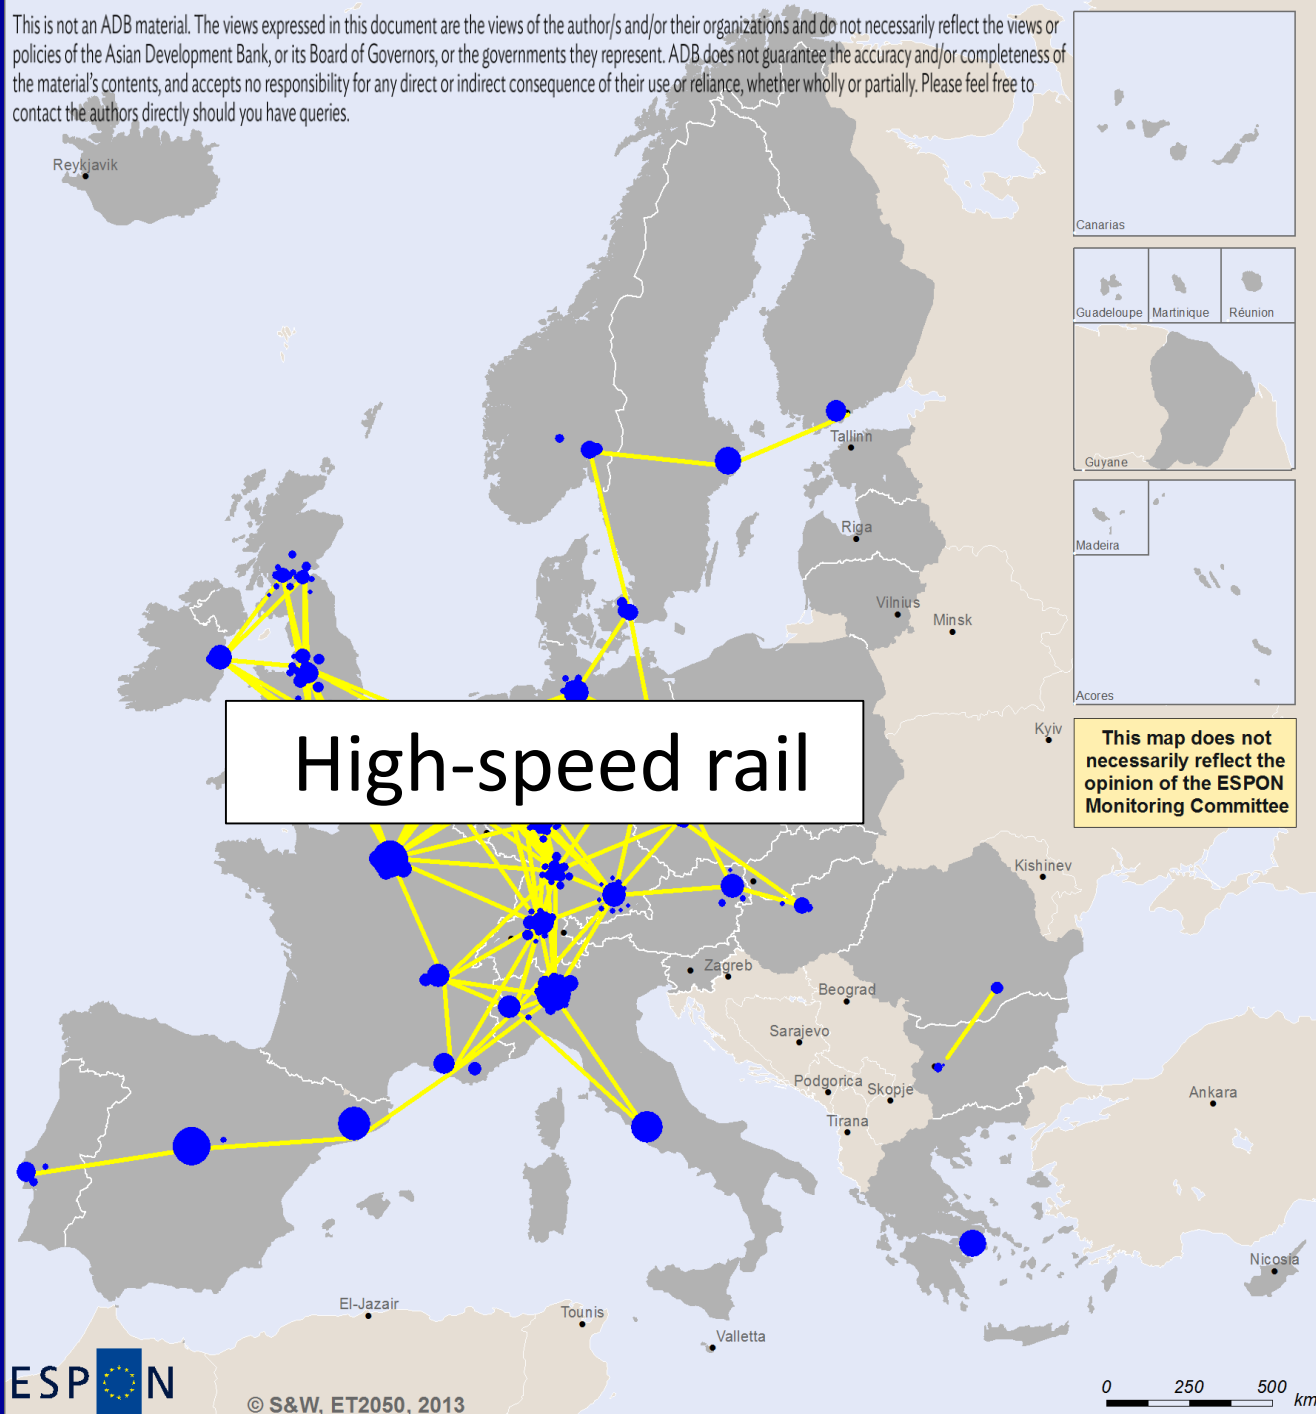 This is not an ADB material. The views expressed in this document are the views of the author/s and/or their organizations and do not necessarily reflect the views or
policies of the Asian Development Bank, or its Board of Governors, or the governments they represent. ADB does not guarantee the accuracy and/or completeness of
the material's contents, and accepts no responsibility for any direct or indirect consequence of their use or reliance, whether wholly or partially. Please feel free to
contact the authors directly should you have queries.
Reykjavik
Canarias
Guadeloupe
Martinique
Réunion
Guyane
Tallinn
Riga
Madeira
Vilnius
Minsk
Acores
Kyiv
This map does not
necessarily reflect the
opinion of the ESPON
Monitoring Committee
High-speed rail
Kishinev
Zagreb
Beograd
Sarajevo
Podgorica
Skopje
Tirana
Ankara
Nicosia
El-Jazair
Tounis
Valletta
ESPON
© S&W, ET2050, 2013
0 250 500
km